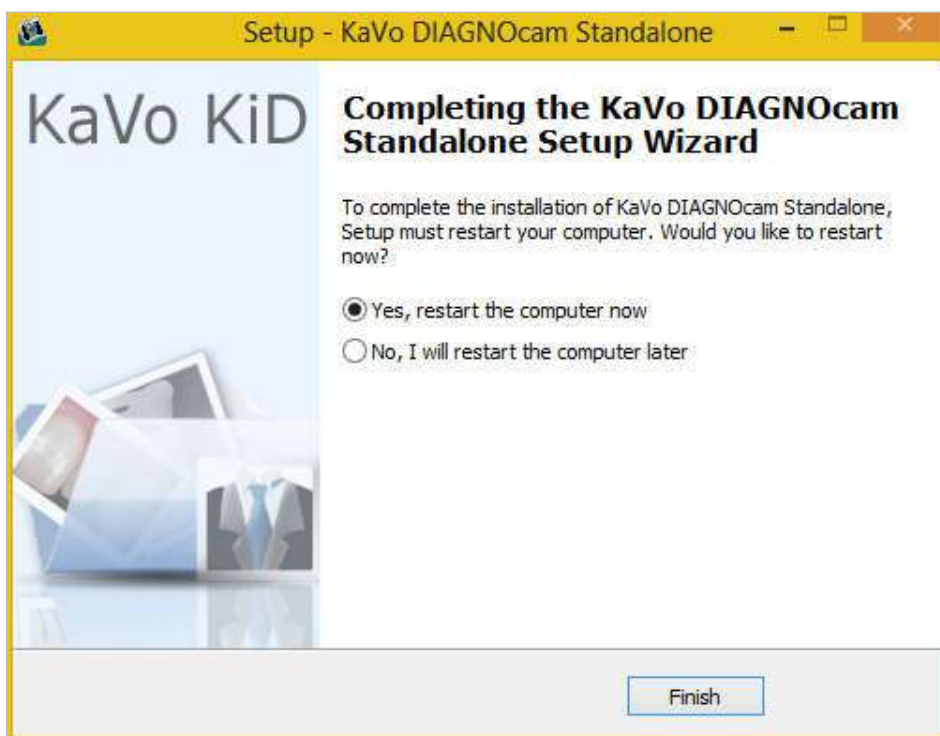 Setup - KaVo DIAGNOcam Standalone
KaVo KiD
Completing the KaVo DIAGNOcam
Standalone Setup Wizard
To complete the installation of KaVo DIAGNOcam Standalone,
Setup must restart your computer. Would you like to restart
now?
Yes, restart the computer now
No, I will restart the computer later
Finish